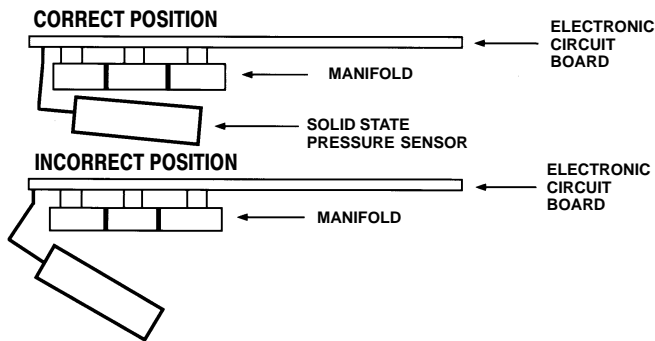 CORRECT POSITION
ELECTRONIC
CIRCUIT
BOARD
MANIFOLD
SOLID STATE
PRESSURE SENSOR
INCORRECT POSITION
ELECTRONIC
CIRCUIT
BOARD
MANIFOLD